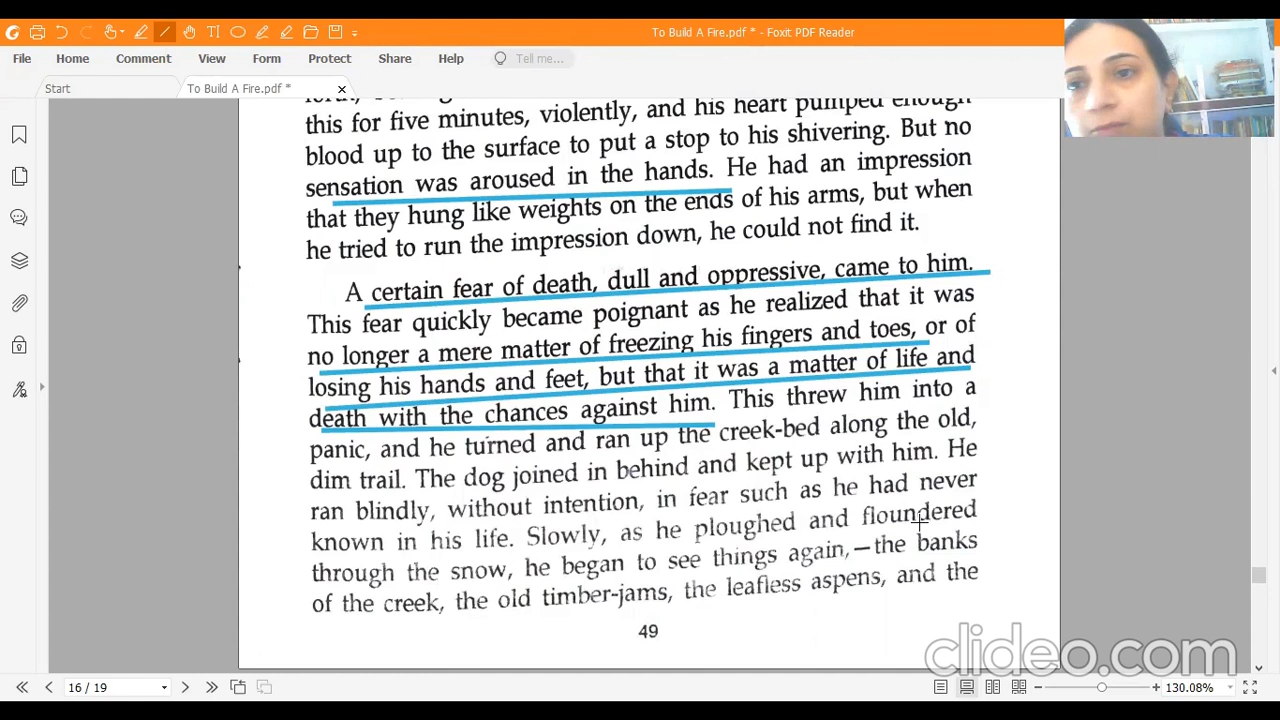 To Build A Fire.pdf * - Foxit PDF Reader
File Home Comment View Form Protect Share Help Tell me...
Start To Build A Fire.pdf *
this for five minutes, violently, and his heart pumped enough
blood up to the surface to put a stop to his shivering. But no
sensation was aroused in the hands. He had an impression
that they hung like weights on the ends of his arms, but when
he tried to run the impression down, he could not find it.
A certain fear of death, dull and oppressive, came to him.
This fear quickly became poignant as he realized that it was
no longer a mere matter of freezing his fingers and toes, or of
losing his hands and feet, but that it was a matter of life and
death with the chances against him. This threw him into a
panic, and he turned and ran up the creek-bed along the old,
dim trail. The dog joined in behind and kept up with him. He
ran blindly, without intention, in fear such as he had never
known in his life. Slowly, as he ploughed and floundered
through the snow, he began to see things again,—the banks
of the creek, the old timber-jams, the leafless aspens, and the
49
clideo.com
16 / 19 130.08%